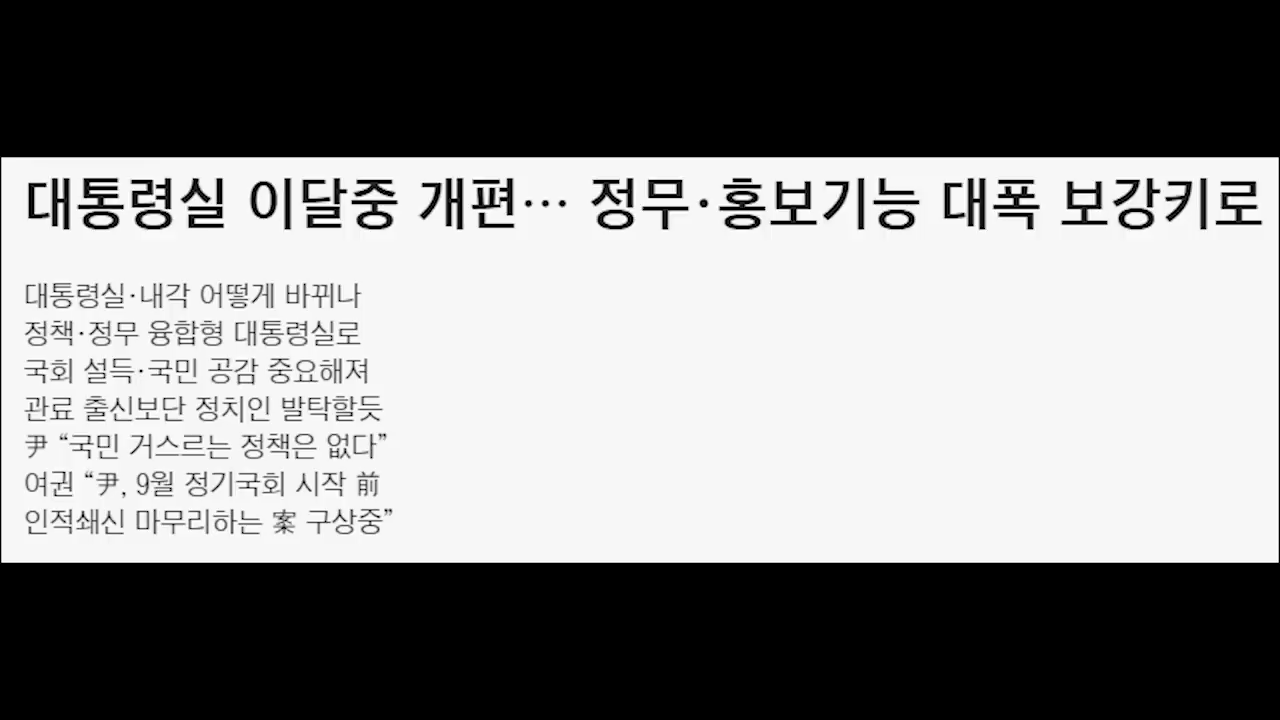 대통령실 이달중 개편… 정무·홍보기능 대폭 보강키로
대통령실·내각 어떻게 바뀌나
정책·정무 융합형 대통령실로
국회 설득·국민 공감 중요해져
관료 출신보단 정치인 발탁할듯
尹 “국민 거스르는 정책은 없다”
여권 “尹, 9월 정기국회 시작 前
인적쇄신 마무리하는 案 구상중”